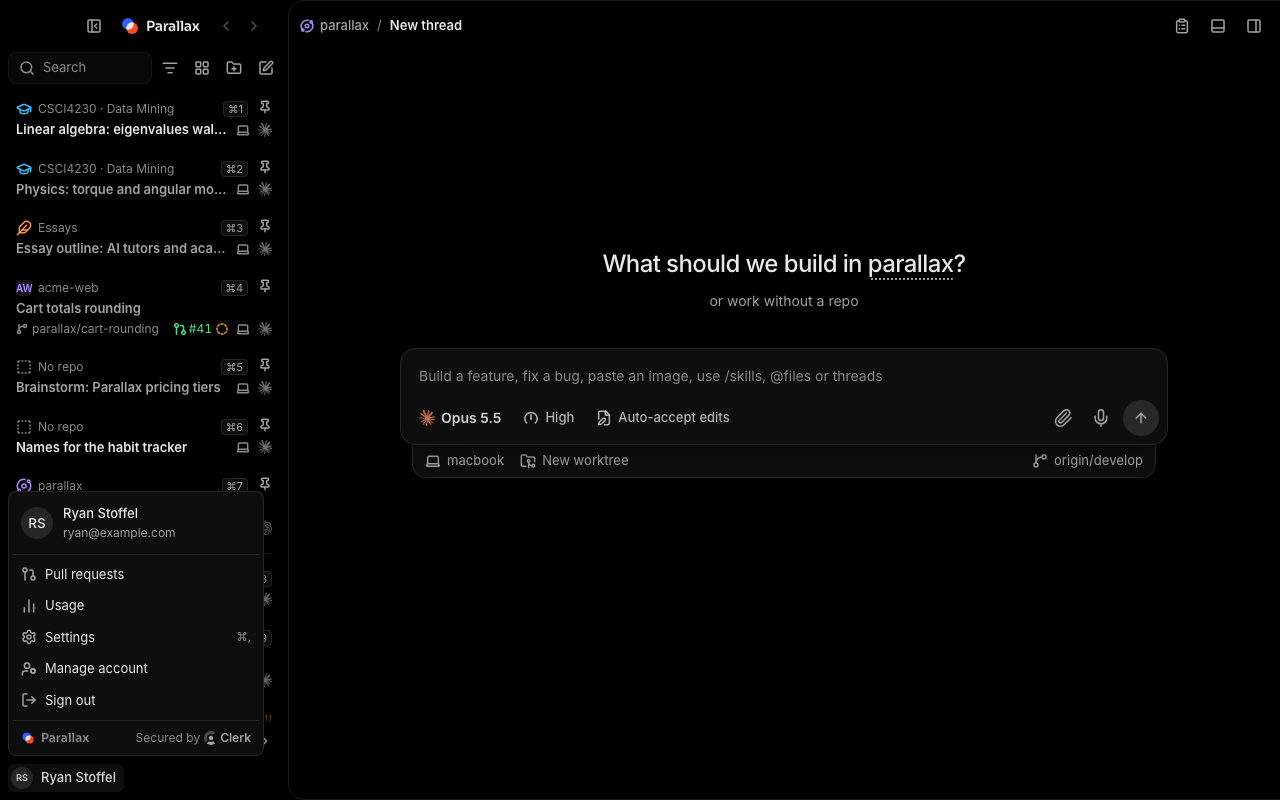 Parallax
parallax / New thread
Search
CSCI4230 · Data Mining ⌘1
Linear algebra: eigenvalues wal...
CSCI4230 · Data Mining ⌘2
Physics: torque and angular mo...
Essays ⌘3
Essay outline: AI tutors and aca...
AW acme-web ⌘4
Cart totals rounding
parallax/cart-rounding #41
No repo ⌘5
Brainstorm: Parallax pricing tiers
No repo ⌘6
Names for the habit tracker
parallax ⌘7
RS Ryan Stoffel
ryan@example.com
Pull requests
Usage
Settings ⌘,
Manage account
Sign out
Parallax Secured by Clerk
RS Ryan Stoffel
What should we build in parallax?
or work without a repo
Build a feature, fix a bug, paste an image, use /skills, @files or threads
Opus 5.5 High Auto-accept edits
macbook New worktree origin/develop